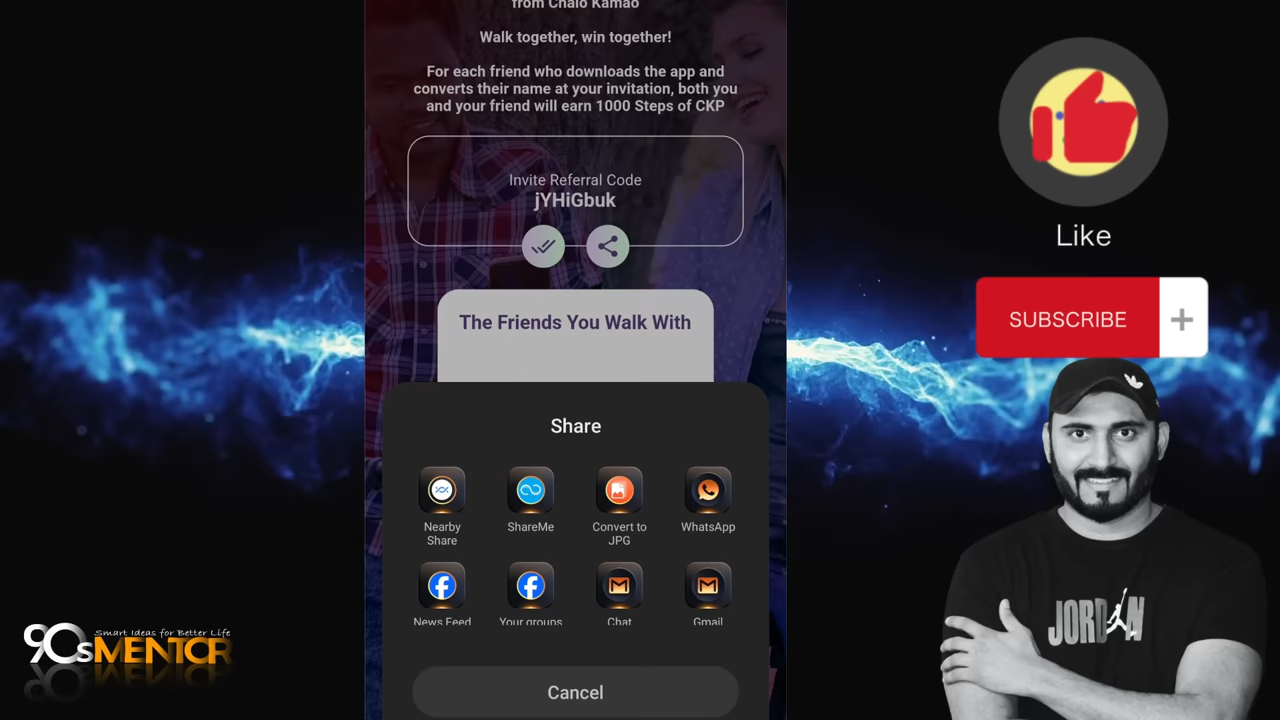 from Chalo Kamao
Walk together, win together!
For each friend who downloads the app and
converts their name at your invitation, both you
and your friend will earn 1000 Steps of CKP
Invite Referral Code
jYHiGbuk
The Friends You Walk With
Share
Nearby
Share
ShareMe
Convert to
JPG
WhatsApp
News Feed
Your groups
Chat
Gmail
Cancel
Like
SUBSCRIBE
JORDAN
Smart Ideas for Better Life
90sMENTOR